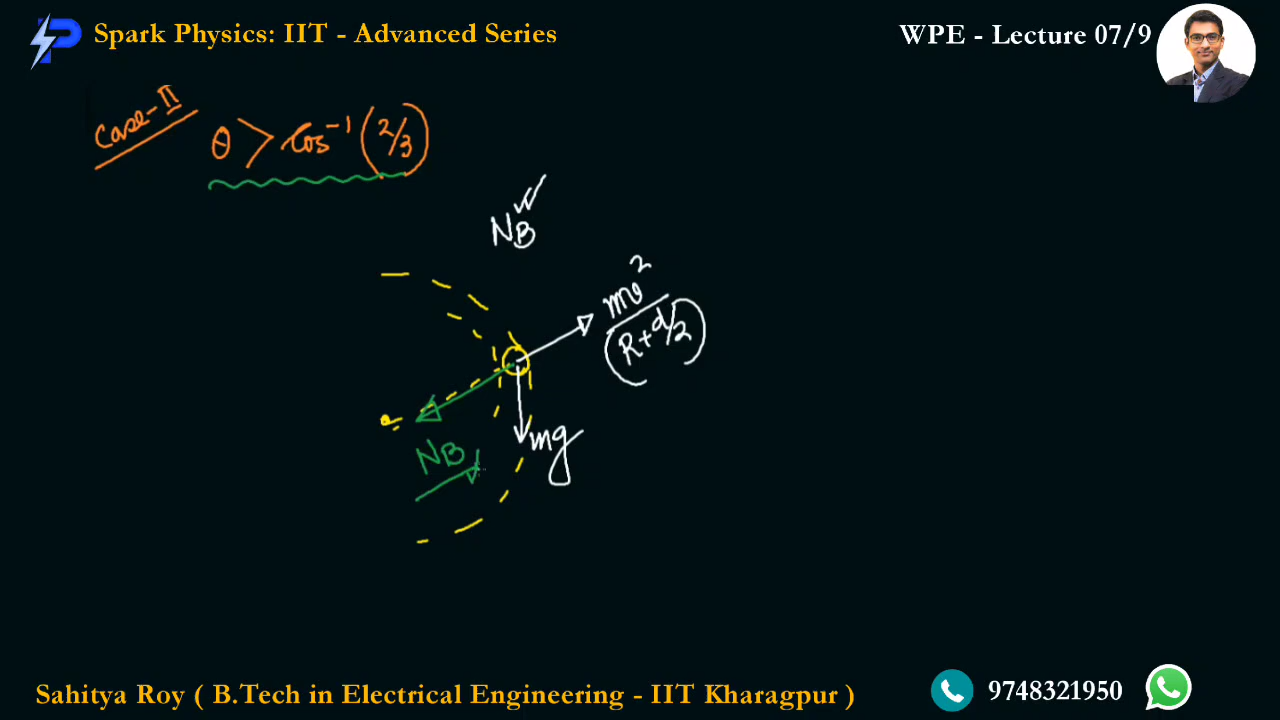 Spark Physics: IIT - Advanced Series
WPE - Lecture 07/9
Case-II
θ > cos⁻¹(2/3)
N_B
mv²/(R+d/2)
mg
N_B
Sahitya Roy ( B.Tech in Electrical Engineering - IIT Kharagpur )
9748321950